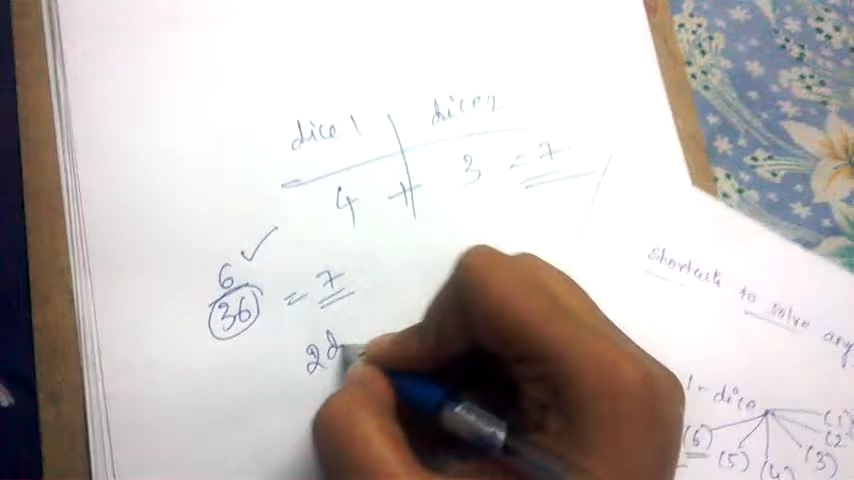 dice 1 | dice 2
4 + 3 = 7
6
36 = 7
2 d
Shortcuts to solve any
1 - dice
(1)
(2)
(3)
(4)
(5)
(6)